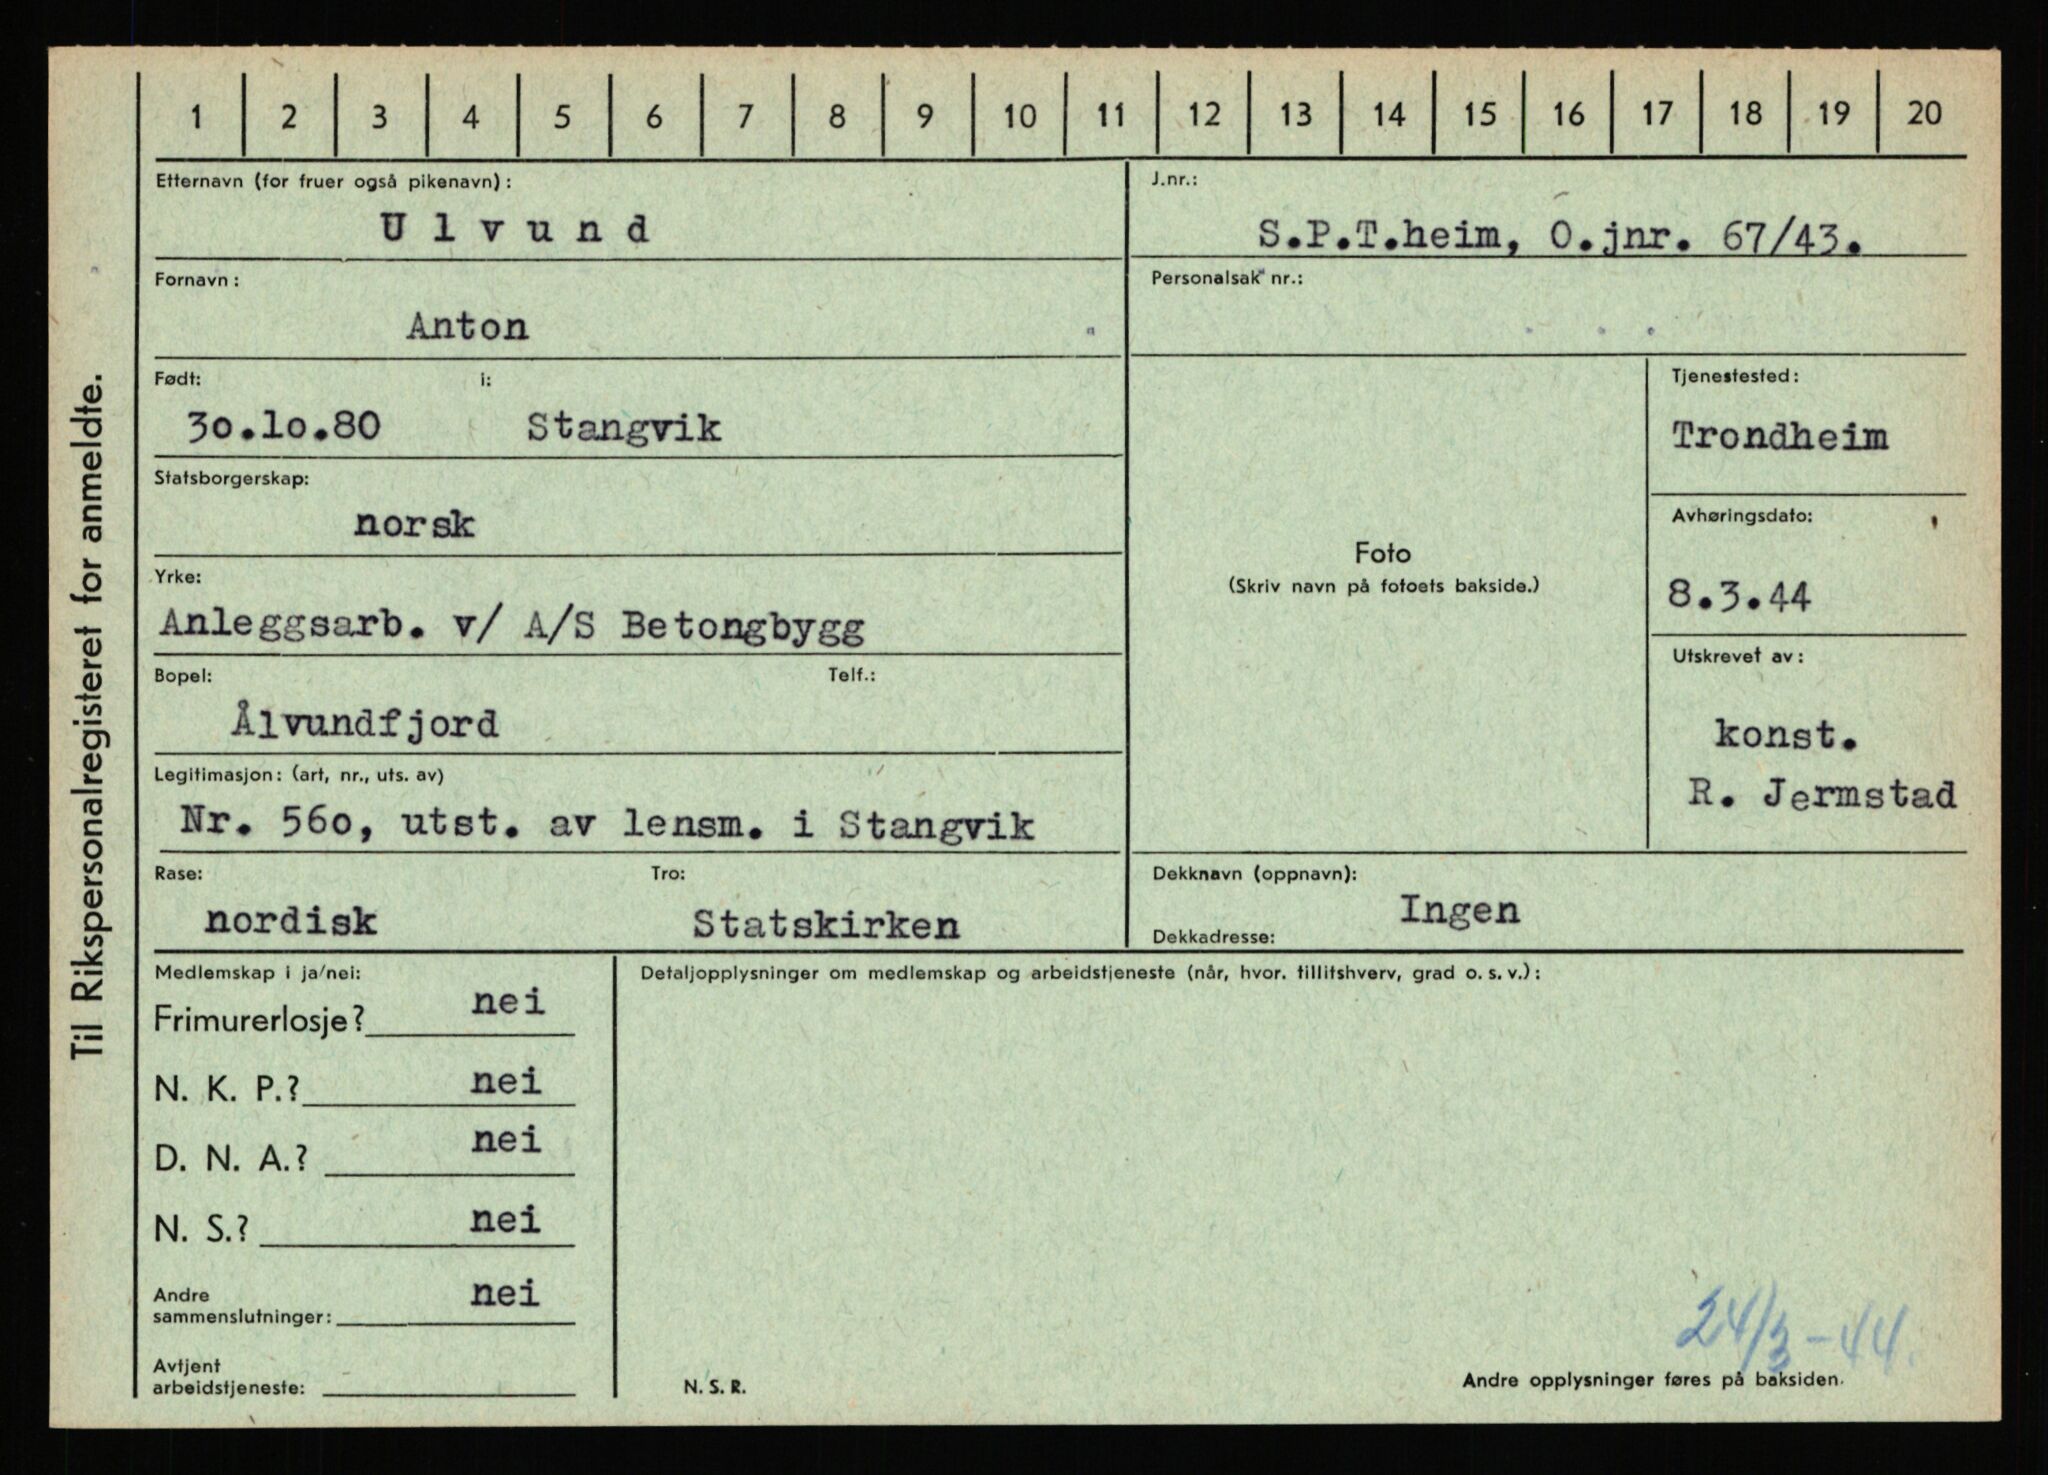 Til Rikspersonalregisteret for anmeldte.
1 2 3 4 5 6 7 8 9 10 11 12 13 14 15 16 17 18 19 20
Etternavn (for fruer også pikenavn):
Ulvund
J.nr.:
S.P.T.heim, O.jnr. 67/43.
Fornavn:
Anton
Personalsak nr.:
Født: i:
3o.lo.80 Stangvik
Statsborgerskap:
norsk
Yrke:
Anleggsarb. v/ A/S Betongbygg
Bopel: Telf.:
Ålvundfjord
Legitimasjon: (art, nr., uts. av)
Nr. 56o, utst. av lensm. i Stangvik
Rase: Tro:
nordisk Statskirken
Foto
(Skriv navn på fotoets bakside.)
Tjenestested:
Trondheim
Avhøringsdato:
8.3.44
Utskrevet av:
konst.
R. Jermstad
Dekknavn (oppnavn):
Ingen
Dekkadresse:
Medlemskap i ja/nei:
Frimurerlosje? nei
N. K. P.? nei
D. N. A.? nei
N. S.? nei
Andre
sammenslutninger: nei
Avtjent
arbeidstjeneste:
Detaljopplysninger om medlemskap og arbeidstjeneste (når, hvor. tillitshverv, grad o. s. v.):
24/3-44.
N. S. R.
Andre opplysninger føres på baksiden.